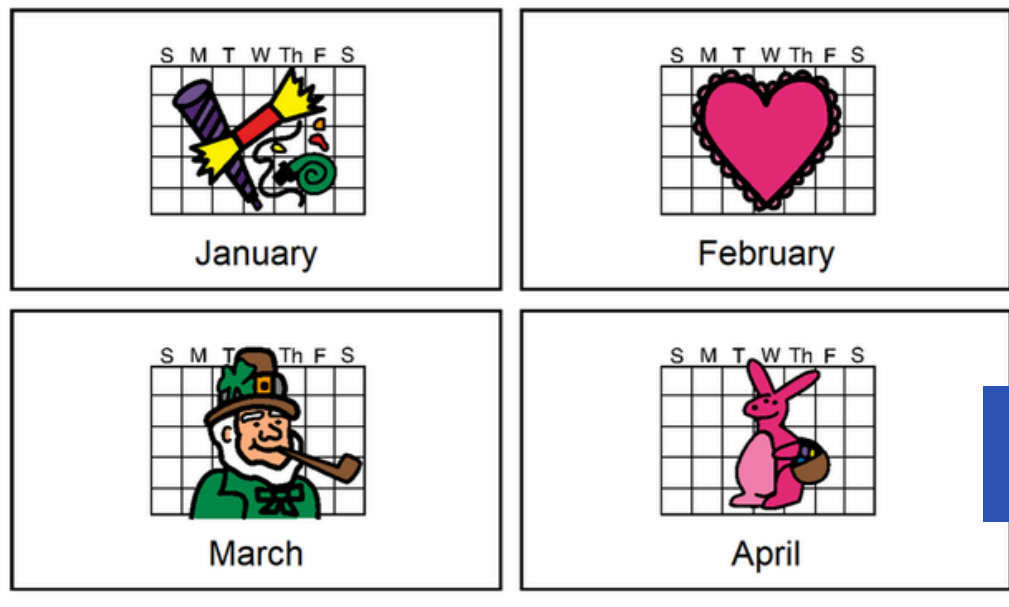 S M T W Th F S
January
S M T W Th F S
February
S M T Th F S
March
S M T W Th F S
April